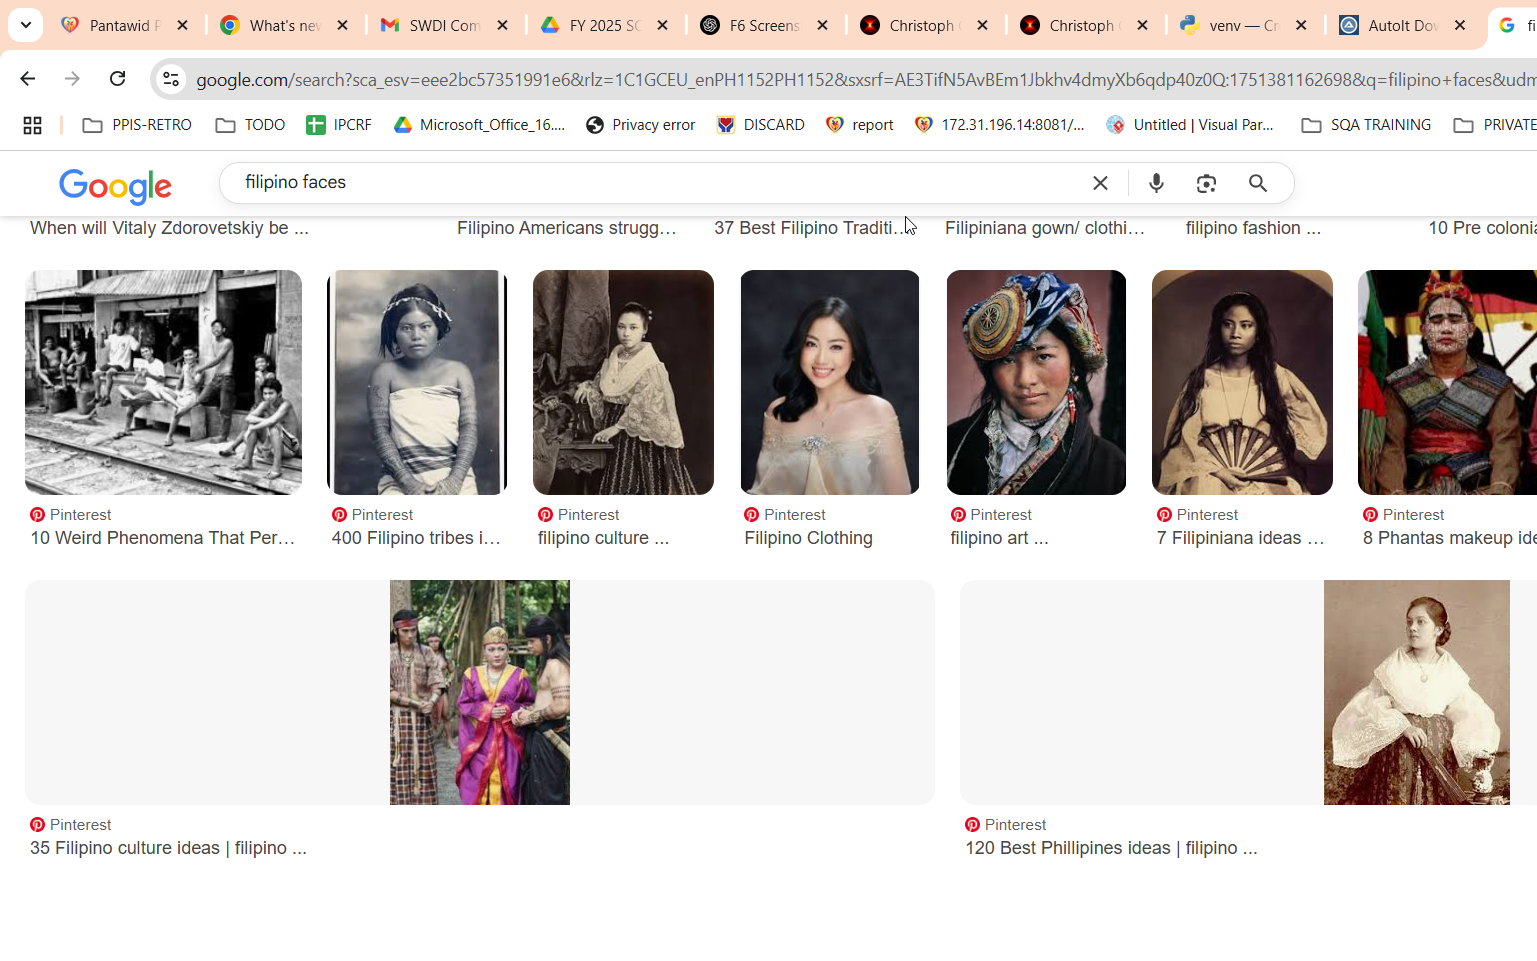 Pantawid P
What's new
SWDI Com
FY 2025 SC
F6 Screens
Christoph
Christoph
venv — Cr
AutoIt Dov
fi
google.com/search?sca_esv=eee2bc57351991e6&rlz=1C1GCEU_enPH1152PH1152&sxsrf=AE3TifN5AvBEm1Jbkhv4dmyXb6qdp40z0Q:1751381162698&q=filipino+faces&udm
PPIS-RETRO
TODO
IPCRF
Microsoft_Office_16....
Privacy error
DISCARD
report
172.31.196.14:8081/...
Untitled | Visual Par...
SQA TRAINING
PRIVATE
Google
filipino faces
When will Vitaly Zdorovetskiy be ...
Filipino Americans strugg...
37 Best Filipino Traditi...
Filipiniana gown/ clothi...
filipino fashion ...
10 Pre colonia
Pinterest
10 Weird Phenomena That Per...
Pinterest
400 Filipino tribes i...
Pinterest
filipino culture ...
Pinterest
Filipino Clothing
Pinterest
filipino art ...
Pinterest
7 Filipiniana ideas ...
Pinterest
8 Phantas makeup ide
Pinterest
35 Filipino culture ideas | filipino ...
Pinterest
120 Best Phillipines ideas | filipino ...